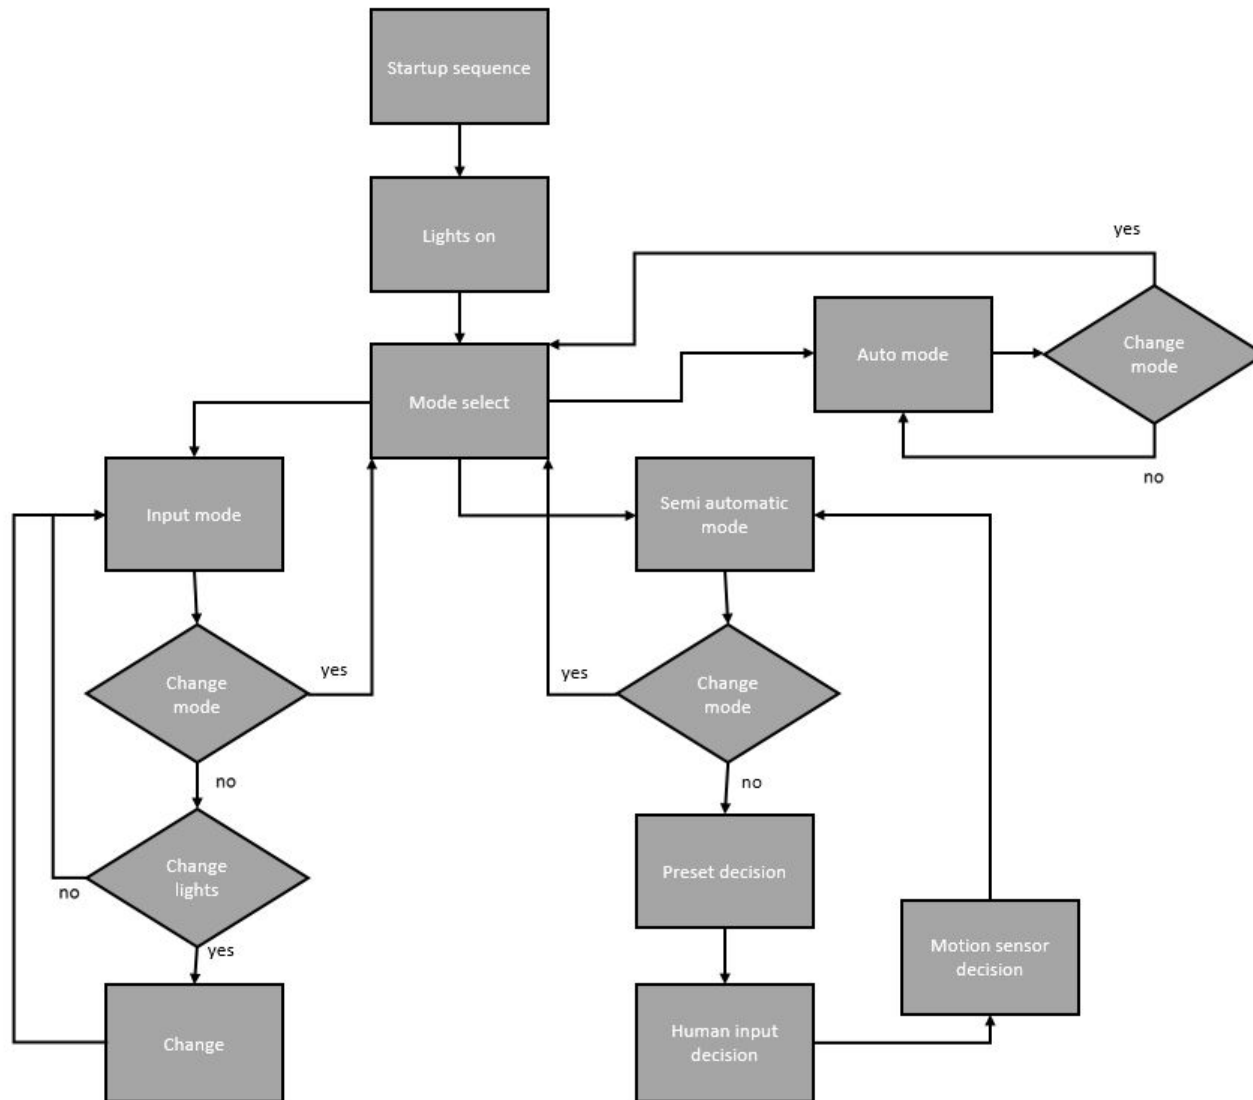 Startup sequence
Lights on
yes
Auto mode
Change
mode
Mode select
no
Input mode
Semi automatic
mode
Change
mode
yes
yes
Change
mode
no
no
Change
lights
no
Preset decision
yes
Motion sensor
decision
Change
Human input
decision